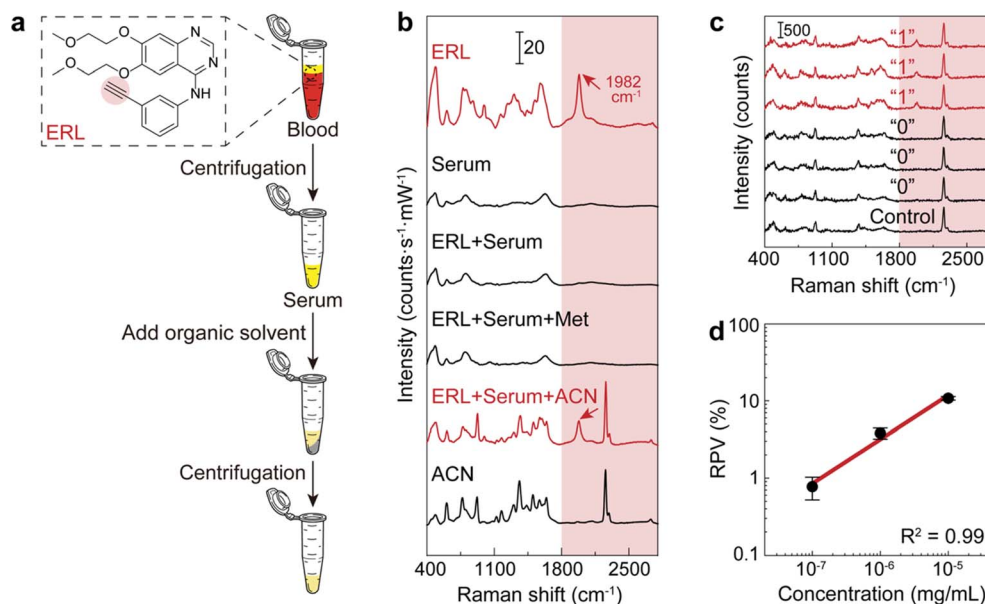 a
O
O
N
O
O
N
NH
ERL
Blood
Centrifugation
Serum
Add organic solvent
Centrifugation
b
Intensity (counts·s⁻¹·mW⁻¹)
ERL
20
1982
cm⁻¹
Serum
ERL+Serum
ERL+Serum+Met
ERL+Serum+ACN
ACN
400 1100 1800 2500
Raman shift (cm⁻¹)
c
Intensity (counts)
500
“1”
“1”
“1”
“0”
“0”
“0”
Control
400 1100 1800 2500
Raman shift (cm⁻¹)
d
RPV (%)
100
10
1
0.1
R² = 0.99
10⁻⁷ 10⁻⁶ 10⁻⁵
Concentration (mg/mL)